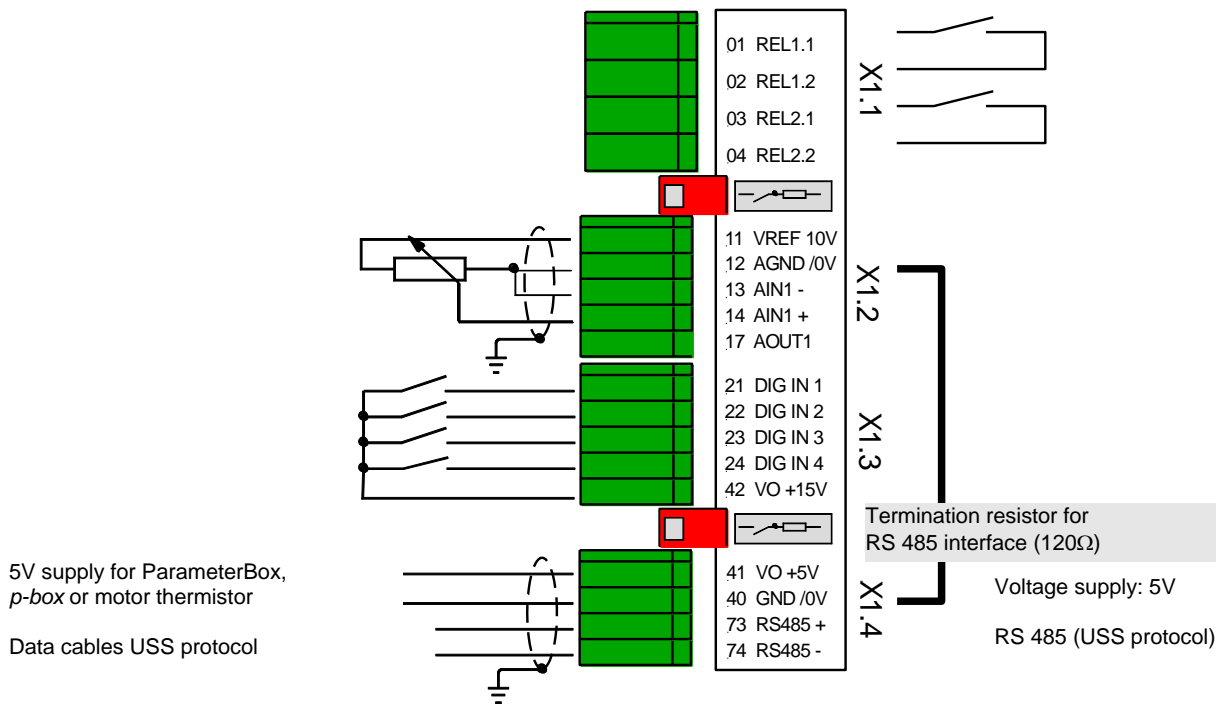 01 REL1.1
02 REL1.2
03 REL2.1
04 REL2.2
X1.1
11 VREF 10V
12 AGND /0V
13 AIN1 -
14 AIN1 +
17 AOUT1
X1.2
21 DIG IN 1
22 DIG IN 2
23 DIG IN 3
24 DIG IN 4
42 VO +15V
X1.3
Termination resistor for
RS 485 interface (120Ω)
5V supply for ParameterBox,
p-box or motor thermistor
Data cables USS protocol
41 VO +5V
40 GND /0V
73 RS485 +
74 RS485 -
X1.4
Voltage supply: 5V
RS 485 (USS protocol)